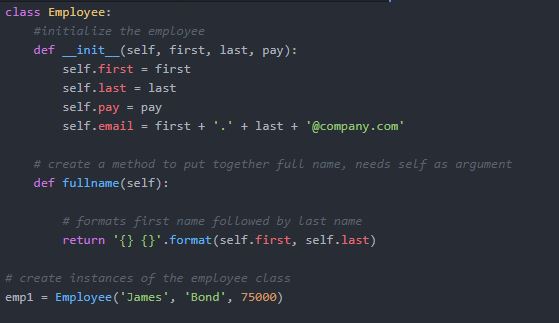 class Employee:
    #initialize the employee
    def __init__(self, first, last, pay):
        self.first = first
        self.last = last
        self.pay = pay
        self.email = first + '.' + last + '@company.com'

    # create a method to put together full name, needs self as argument
    def fullname(self):

        # formats first name followed by last name
        return '{} {}'.format(self.first, self.last)

# create instances of the employee class
emp1 = Employee('James', 'Bond', 75000)